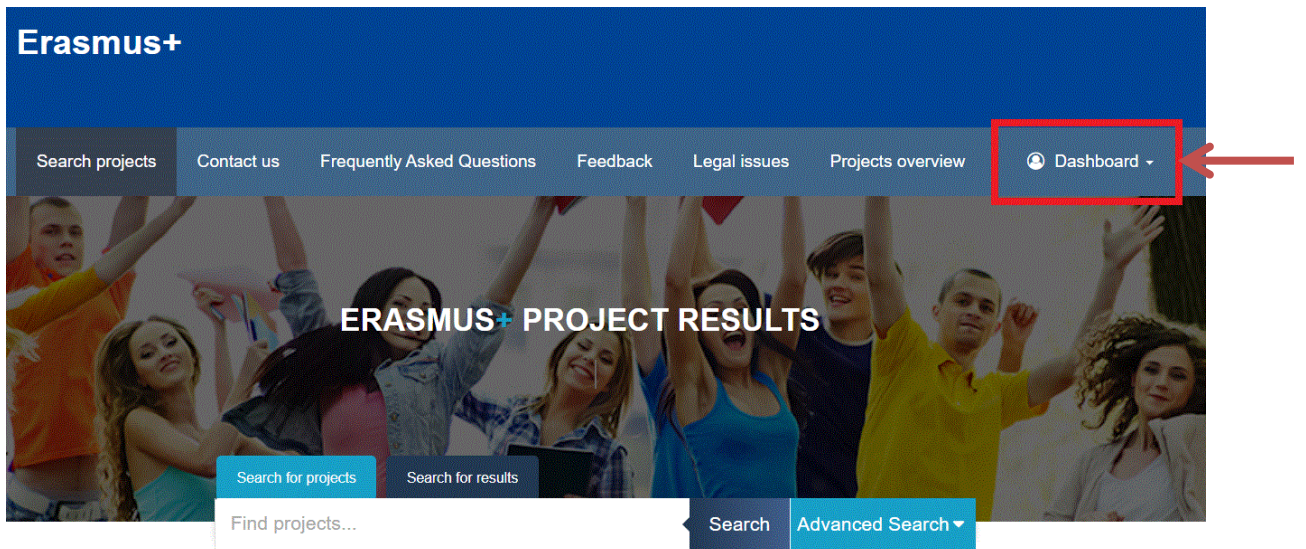 Erasmus+
Search projects Contact us Frequently Asked Questions Feedback Legal issues Projects overview Dashboard
ERASMUS+ PROJECT RESULTS
Search for projects Search for results
Find projects... Search Advanced Search